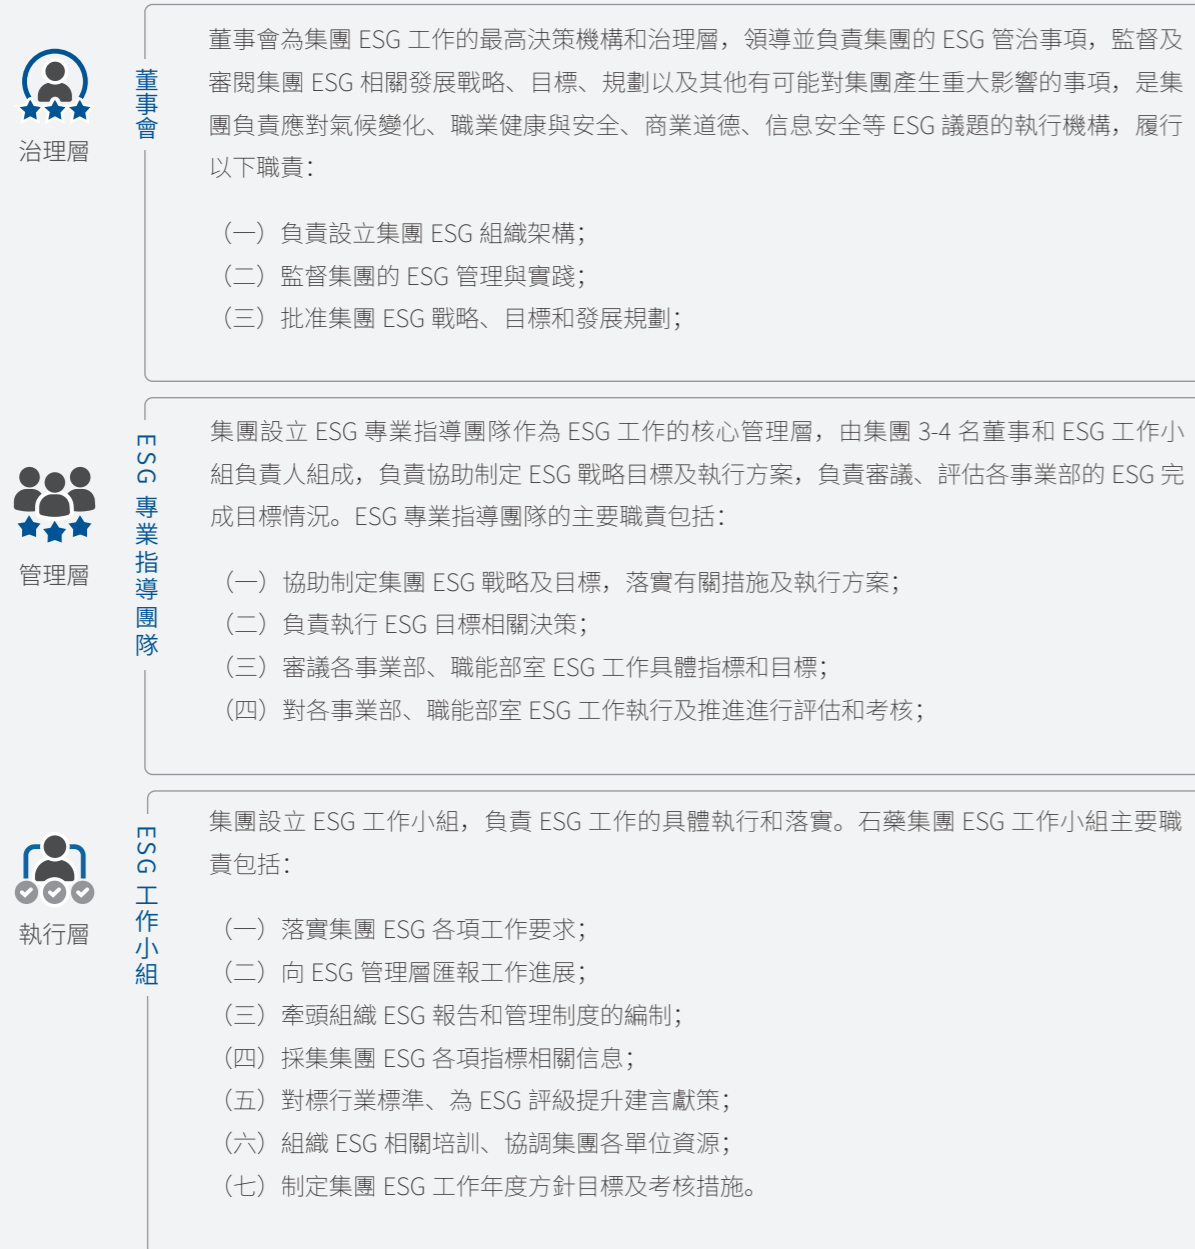 治理層
董事會
董事會為集團 ESG 工作的最高決策機構和治理層，領導並負責集團的 ESG 管治事項，監督及
審閱集團 ESG 相關發展戰略、目標、規劃以及其他有可能對集團產生重大影響的事項，是集
團負責應對氣候變化、職業健康與安全、商業道德、信息安全等 ESG 議題的執行機構，履行
以下職責：
（一）負責設立集團 ESG 組織架構；
（二）監督集團的 ESG 管理與實踐；
（三）批准集團 ESG 戰略、目標和發展規劃；
管理層
ESG 專業指導團隊
集團設立 ESG 專業指導團隊作為 ESG 工作的核心管理層，由集團 3-4 名董事和 ESG 工作小
組負責人組成，負責協助制定 ESG 戰略目標及執行方案，負責審議、評估各事業部的 ESG 完
成目標情況。ESG 專業指導團隊的主要職責包括：
（一）協助制定集團 ESG 戰略及目標，落實有關措施及執行方案；
（二）負責執行 ESG 目標相關決策；
（三）審議各事業部、職能部室 ESG 工作具體指標和目標；
（四）對各事業部、職能部室 ESG 工作執行及推進進行評估和考核；
執行層
ESG 工作小組
集團設立 ESG 工作小組，負責 ESG 工作的具體執行和落實。石藥集團 ESG 工作小組主要職
責包括：
（一）落實集團 ESG 各項工作要求；
（二）向 ESG 管理層匯報工作進展；
（三）牽頭組織 ESG 報告和管理制度的編制；
（四）採集集團 ESG 各項指標相關信息；
（五）對標行業標準、為 ESG 評級提升建言獻策；
（六）組織 ESG 相關培訓、協調集團各單位資源；
（七）制定集團 ESG 工作年度方針目標及考核措施。